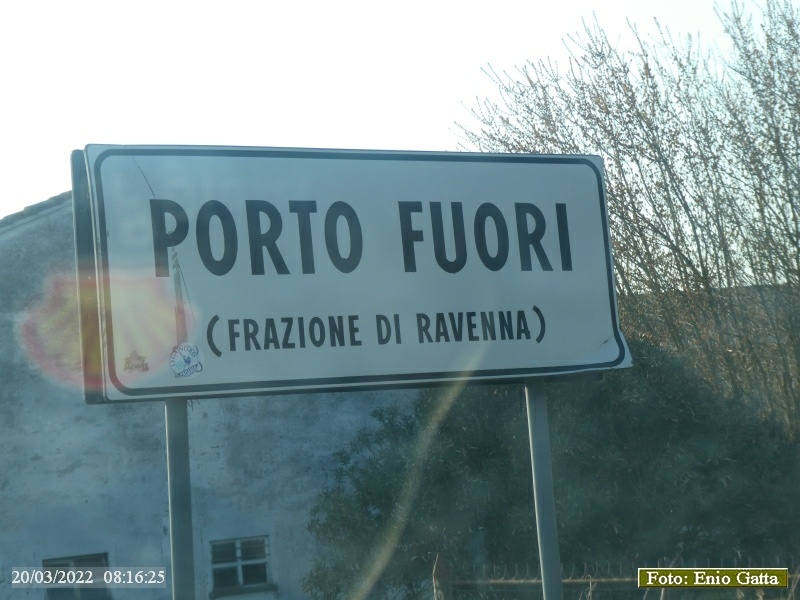 PORTO FUORI
(FRAZIONE DI RAVENNA)
20/03/2022 08:16:25
Foto: Enio Gatta